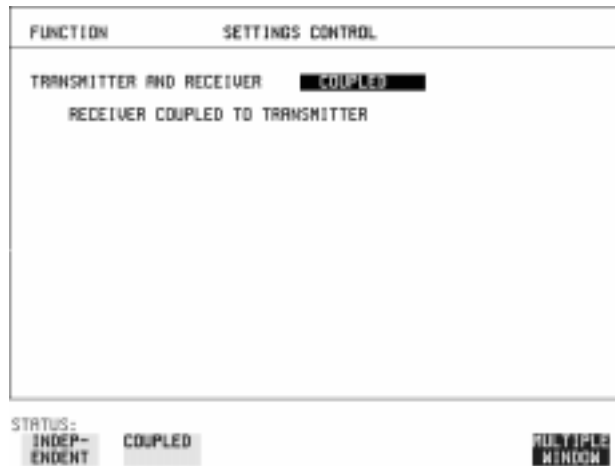 FUNCTION SETTINGS CONTROL
TRANSMITTER AND RECEIVER COUPLED
RECEIVER COUPLED TO TRANSMITTER
STATUS:
INDEP- COUPLED MULTIPLE
ENDENT WINDOW